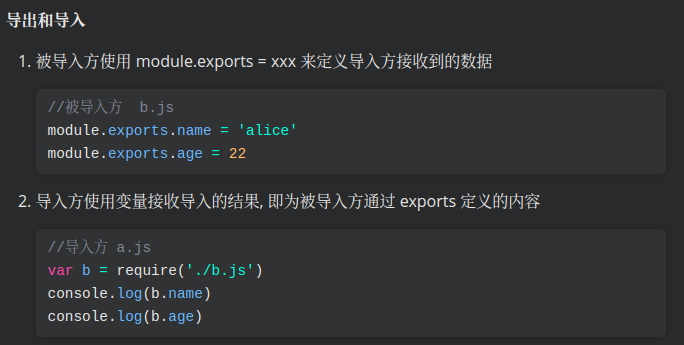 导出和导入
1. 被导入方使用 module.exports = xxx 来定义导入方接收到的数据
//被导入方  b.js
module.exports.name = 'alice'
module.exports.age = 22
2. 导入方使用变量接收导入的结果, 即为被导入方通过 exports 定义的内容
//导入方 a.js
var b = require('./b.js')
console.log(b.name)
console.log(b.age)